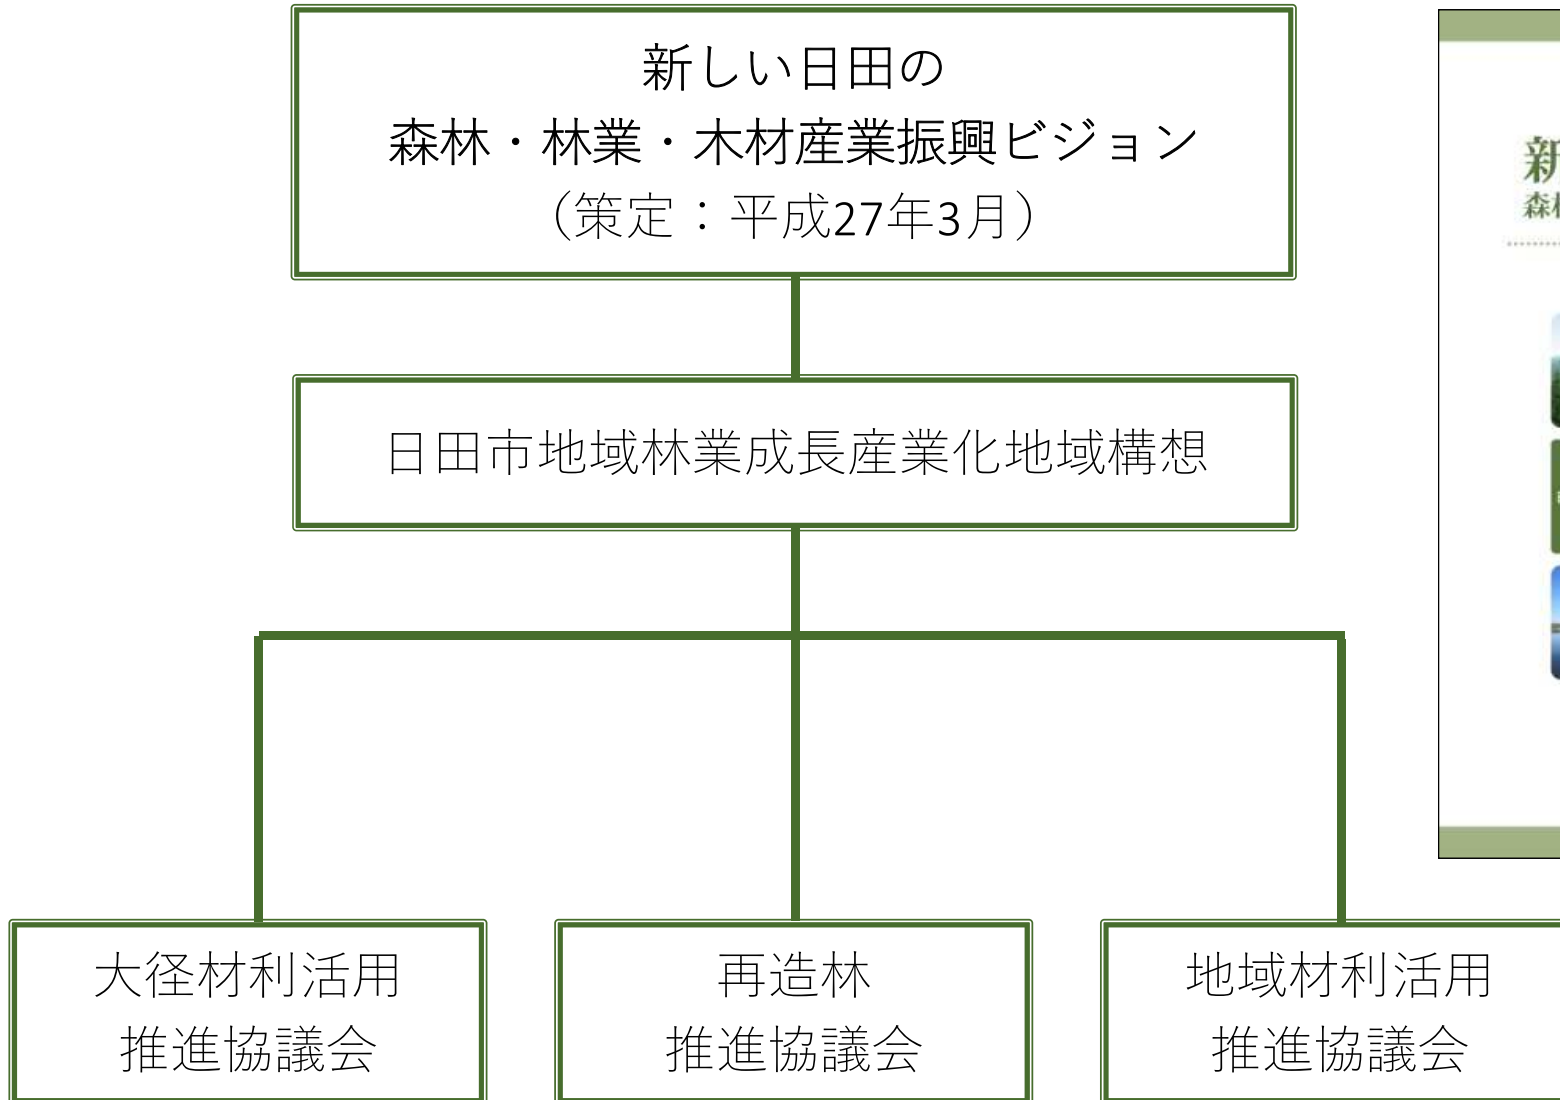 新しい日田の
森林・林業・木材産業振興ビジョン
（策定：平成27年3月）
日田市地域林業成長産業化地域構想
大径材利活用
推進協議会
再造林
推進協議会
地域材利活用
推進協議会
新
森